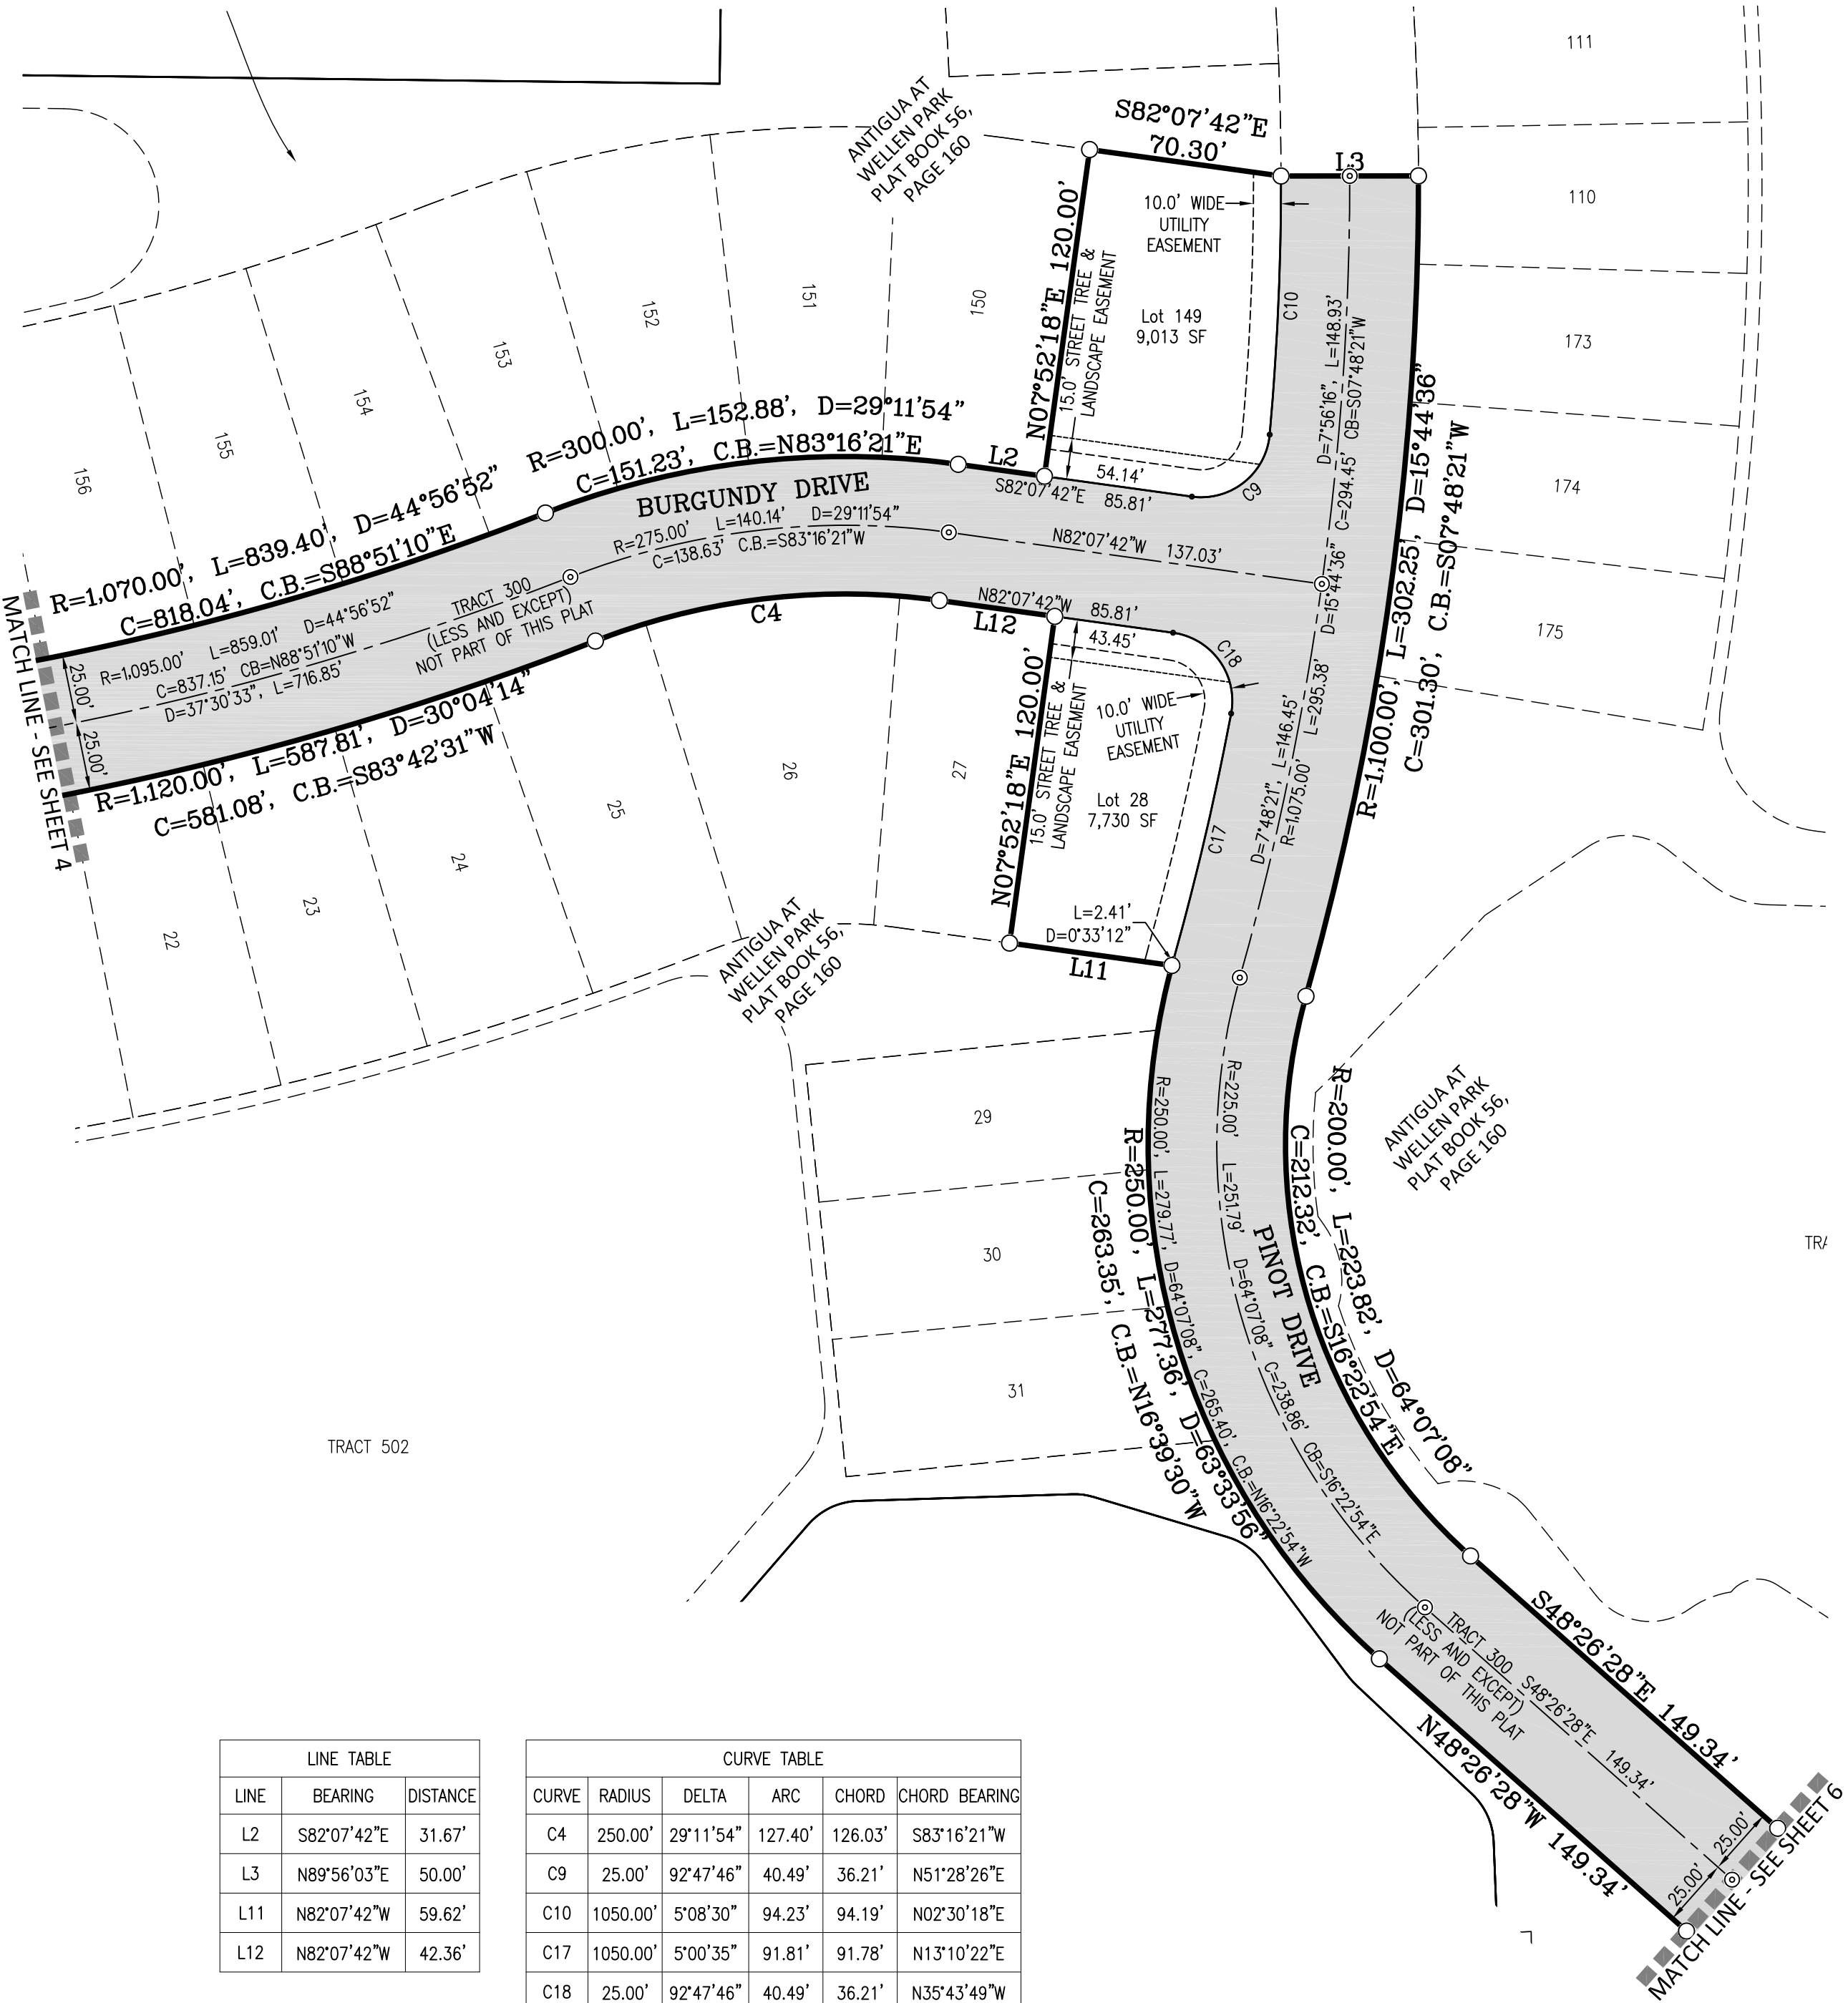 111
ANTIGUA AT
WELLEN PARK
PLAT BOOK 56,
PAGE 160
S82°07'42"E
70.30'
L3
110
10.0' WIDE
UTILITY
EASEMENT
N07°52'18"E 120.00'
15.0' STREET TREE &
LANDSCAPE EASEMENT
Lot 149
9,013 SF
C10
D=7°56'16", L=148.93'
C=294.45' CB=S07°48'21"W
173
150
151
152
153
154
155
156
R=300.00', L=152.88', D=29°11'54"
C=151.23', C.B.=N83°16'21"E
L2
54.14'
S82°07'42"E 85.81'
C9
174
R=1,070.00', L=839.40', D=44°56'52"
C=818.04', C.B.=S88°51'10"E
BURGUNDY DRIVE
R=275.00' L=140.14' D=29°11'54"
C=138.63' C.B.=S83°16'21"W
N82°07'42"W 137.03'
D=15°44'36"
L=295.38'
R=1,100.00', L=302.25', D=15°44'36"
C=301.30', C.B.=S07°48'21"W
175
MATCH LINE - SEE SHEET 4
25.00'
25.00'
R=1,095.00' L=859.01' D=44°56'52"
C=837.15' CB=N88°51'10"W
D=37°30'33", L=716.85'
TRACT 300
(LESS AND EXCEPT)
NOT PART OF THIS PLAT
C4
N82°07'42"W 85.81'
L12
43.45'
C18
R=1,120.00', L=587.81', D=30°04'14"
C=581.08', C.B.=S83°42'31"W
N07°52'18"E 120.00'
15.0' STREET TREE &
LANDSCAPE EASEMENT
10.0' WIDE
UTILITY
EASEMENT
Lot 28
7,730 SF
C17
D=7°48'21", L=146.45'
R=1,075.00'
27
26
25
24
23
22
L=2.41'
D=0°33'12"
L11
ANTIGUA AT
WELLEN PARK
PLAT BOOK 56,
PAGE 160
29
30
31
R=250.00', L=279.77', D=64°07'08", C=265.40', C.B.=N16°22'54"W
R=250.00', L=277.36', D=63°33'56"
C=263.35', C.B.=N16°39'30"W
R=225.00' L=251.79' D=64°07'08" C=238.86' CB=S16°22'54"E
PINOT DRIVE
R=200.00', L=223.82', D=64°07'08"
C=212.32', C.B.=S16°22'54"E
ANTIGUA AT
WELLEN PARK
PLAT BOOK 56,
PAGE 160
TRA
TRACT 502
TRACT 300
(LESS AND EXCEPT)
NOT PART OF THIS PLAT
S48°26'28"E 149.34'
S48°26'28"E 149.34'
N48°26'28"W 149.34'
25.00'
25.00'
MATCH LINE - SEE SHEET 6
LINE TABLE
LINE BEARING DISTANCE
L2 S82°07'42"E 31.67'
L3 N89°56'03"E 50.00'
L11 N82°07'42"W 59.62'
L12 N82°07'42"W 42.36'
CURVE TABLE
CURVE RADIUS DELTA ARC CHORD CHORD BEARING
C4 250.00' 29°11'54" 127.40' 126.03' S83°16'21"W
C9 25.00' 92°47'46" 40.49' 36.21' N51°28'26"E
C10 1050.00' 5°08'30" 94.23' 94.19' N02°30'18"E
C17 1050.00' 5°00'35" 91.81' 91.78' N13°10'22"E
C18 25.00' 92°47'46" 40.49' 36.21' N35°43'49"W